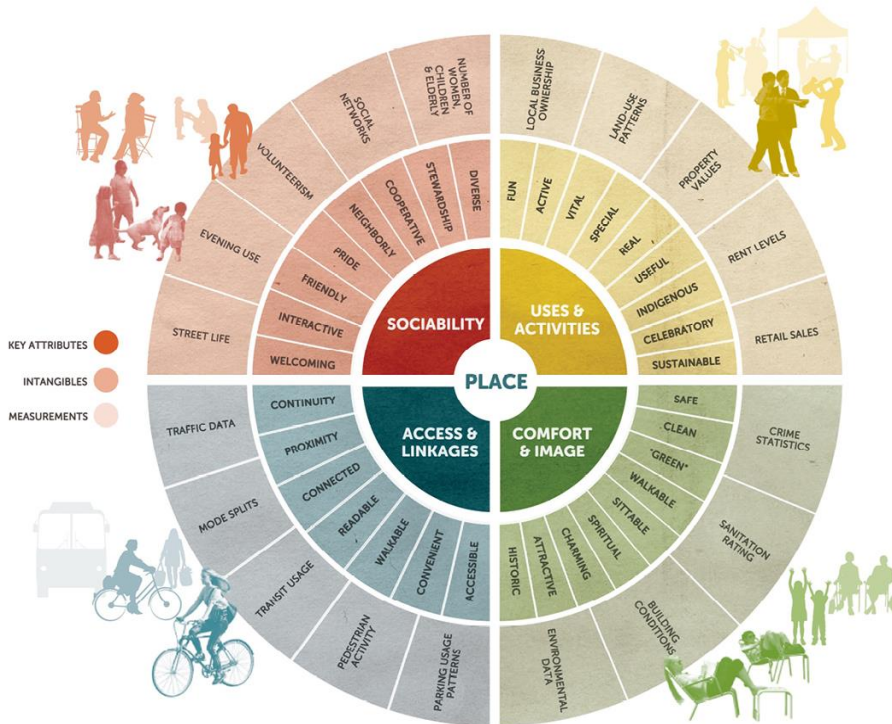 NUMBER OF
WOMEN,
CHILDREN
& ELDERLY
SOCIAL
NETWORKS
VOLUNTEERISM
EVENING USE
STREET LIFE
LOCAL BUSINESS
OWNERSHIP
LAND-USE
PATTERNS
PROPERTY
VALUES
RENT LEVELS
RETAIL SALES
DIVERSE
STEWARDSHIP
COOPERATIVE
NEIGHBORLY
PRIDE
FRIENDLY
INTERACTIVE
WELCOMING
FUN
ACTIVE
VITAL
SPECIAL
REAL
USEFUL
INDIGENOUS
CELEBRATORY
SUSTAINABLE
SOCIABILITY
USES &
ACTIVITIES
KEY ATTRIBUTES
INTANGIBLES
MEASUREMENTS
PLACE
ACCESS &
LINKAGES
COMFORT
& IMAGE
CONTINUITY
PROXIMITY
CONNECTED
READABLE
WALKABLE
CONVENIENT
ACCESSIBLE
SAFE
CLEAN
"GREEN"
WALKABLE
SITTABLE
SPIRITUAL
CHARMING
ATTRACTIVE
HISTORIC
TRAFFIC DATA
MODE SPLITS
TRANSIT USAGE
PEDESTRIAN
ACTIVITY
PARKING USAGE
PATTERNS
CRIME
STATISTICS
SANITATION
RATING
BUILDING
CONDITIONS
ENVIRONMENTAL
DATA